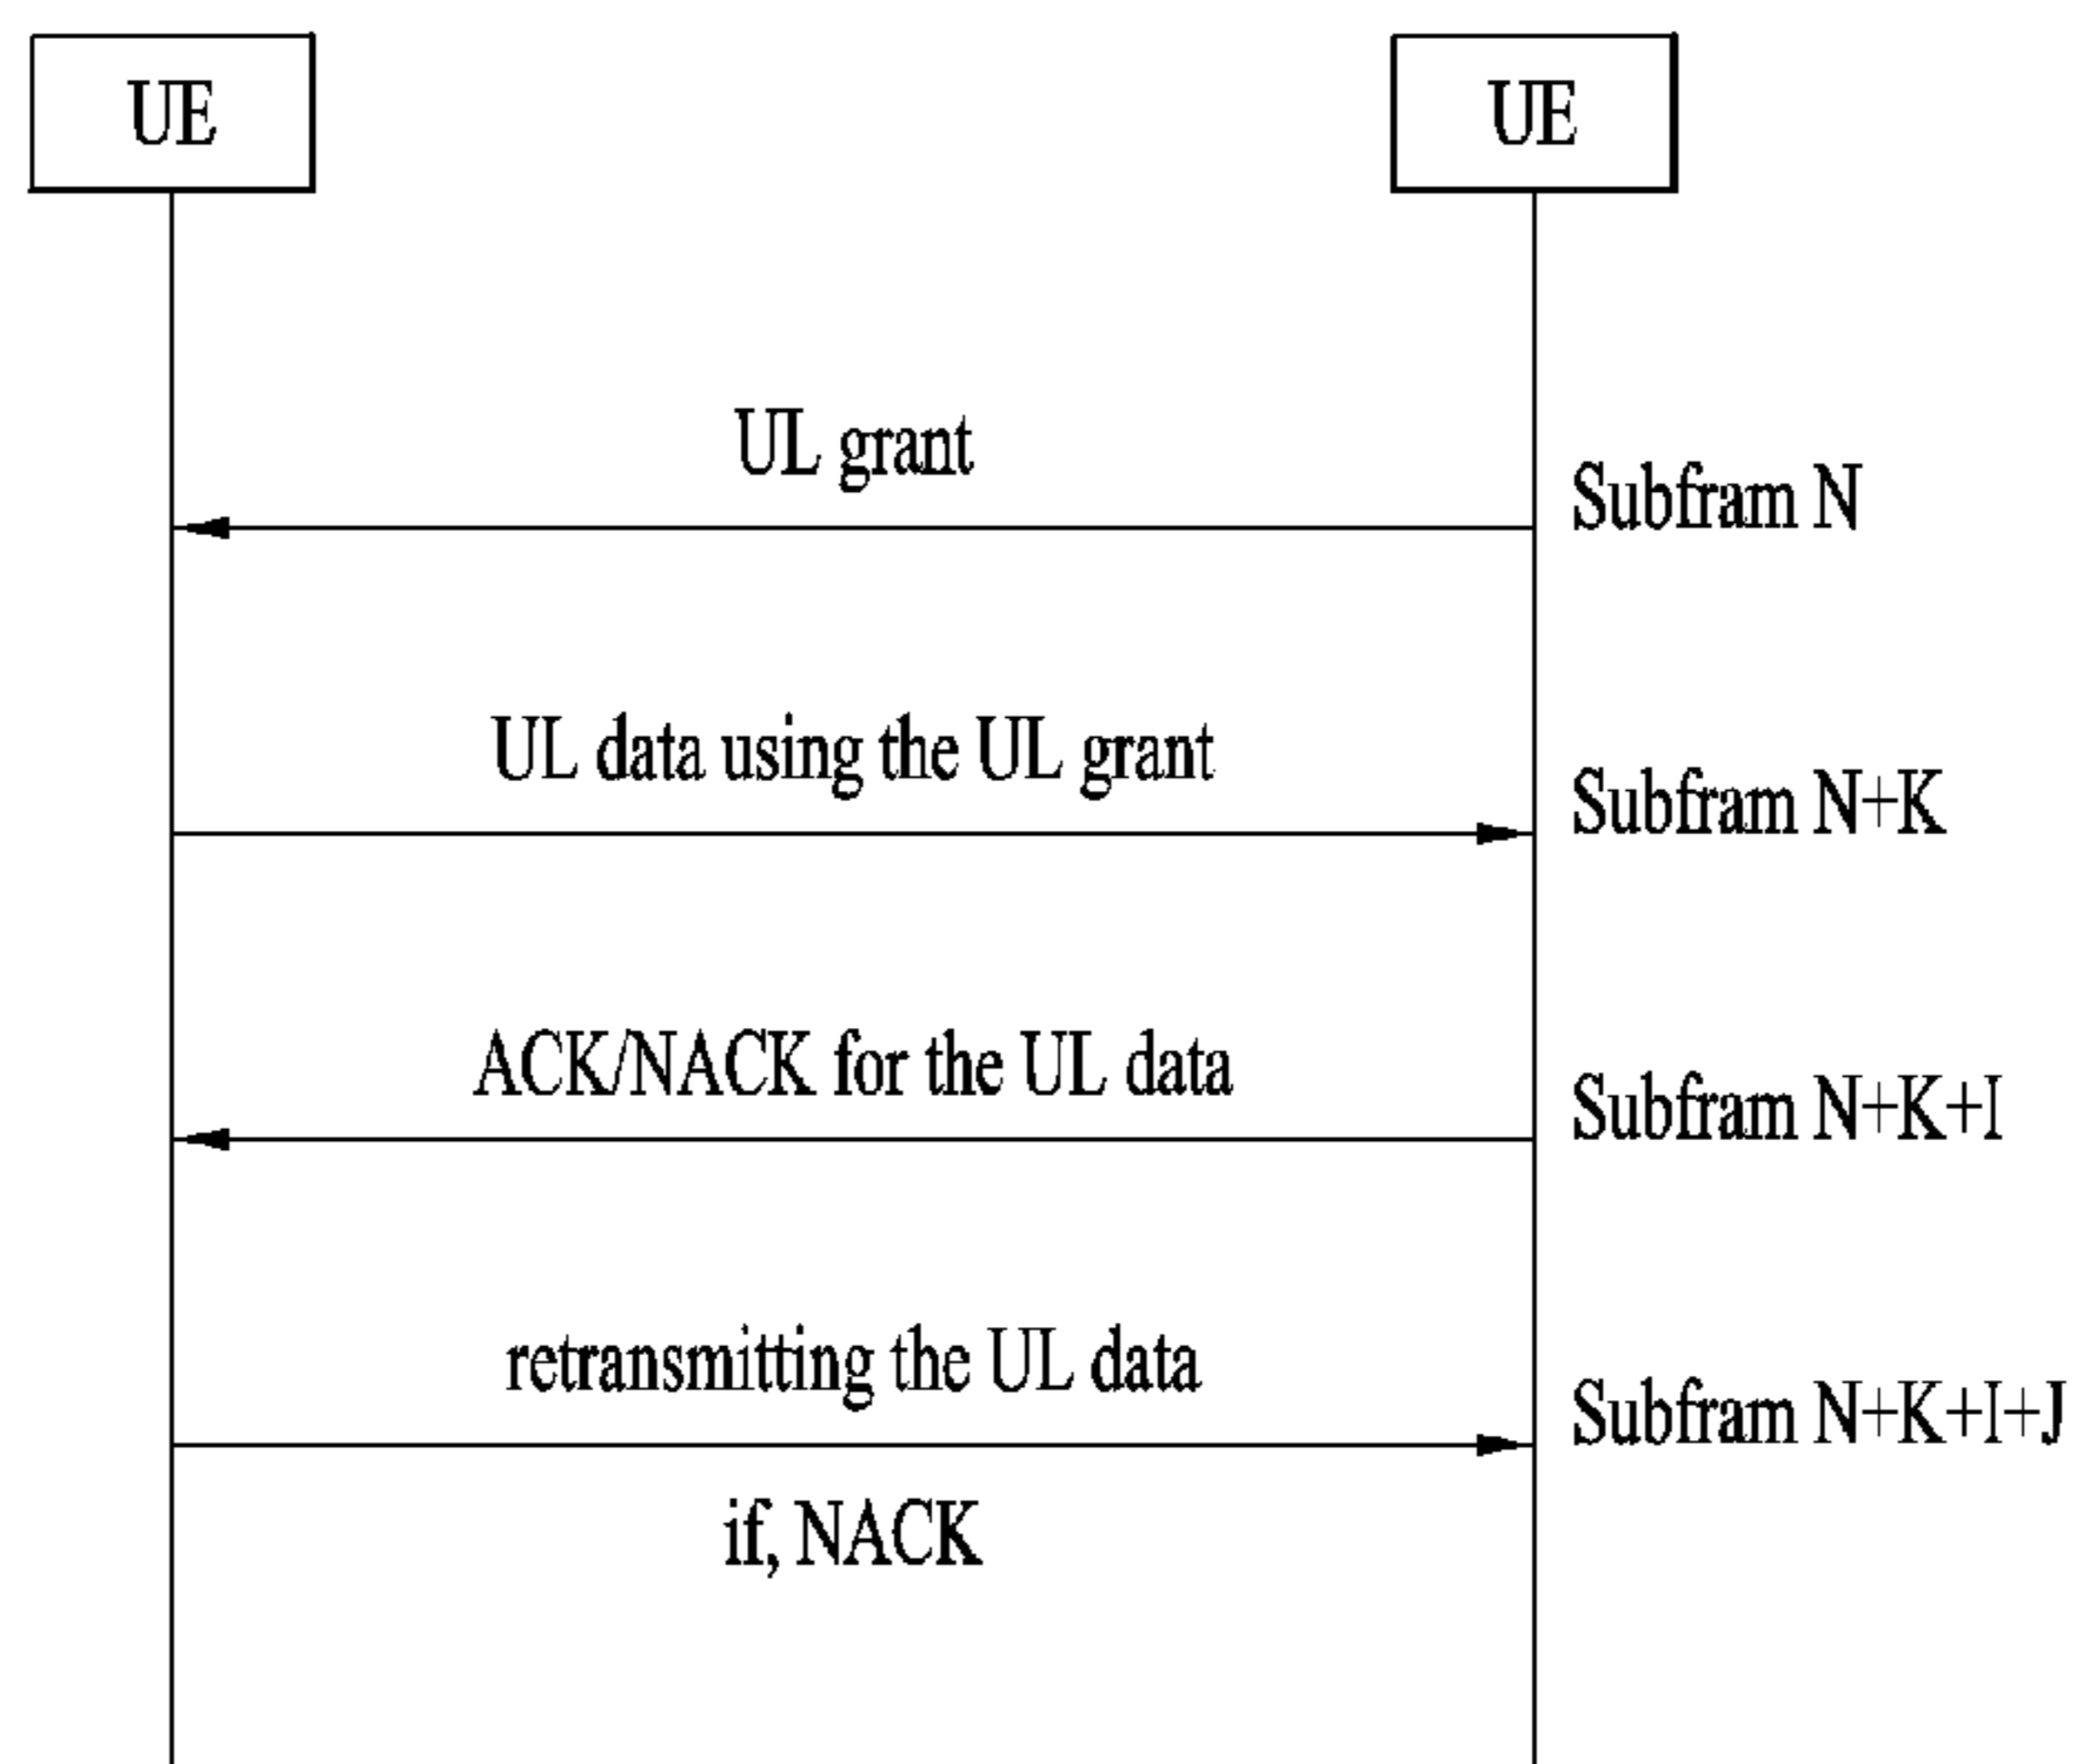 UE
UE
UL grant
Subfram N
UL data using the UL grant
Subfram N+K
ACK/NACK for the UL data
Subfram N+K+I
retransmitting the UL data
Subfram N+K+I+J
if, NACK